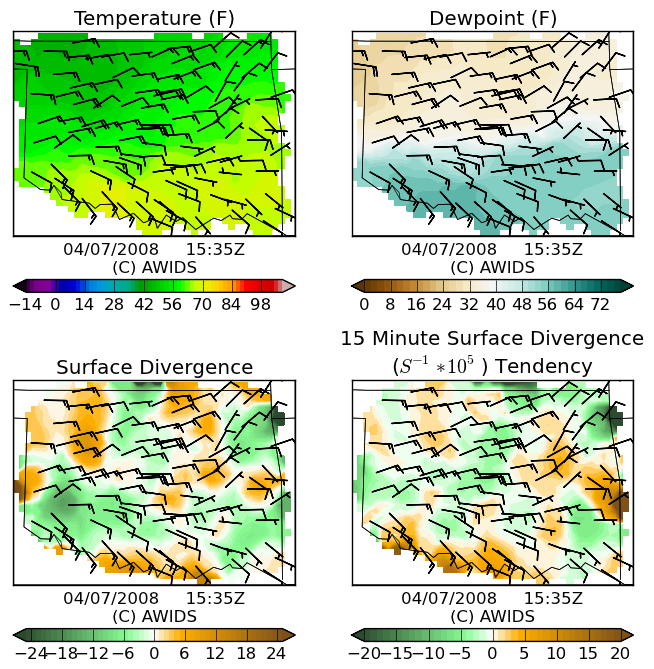 Temperature (F)
Dewpoint (F)
04/07/2008 15:35Z
(C) AWIDS
04/07/2008 15:35Z
(C) AWIDS
−14 0 14 28 42 56 70 84 98
0 8 16 24 32 40 48 56 64 72
Surface Divergence
15 Minute Surface Divergence
(S⁻¹ *10⁵ ) Tendency
04/07/2008 15:35Z
(C) AWIDS
04/07/2008 15:35Z
(C) AWIDS
−24 −18 −12 −6 0 6 12 18 24
−20 −15 −10 −5 0 5 10 15 20